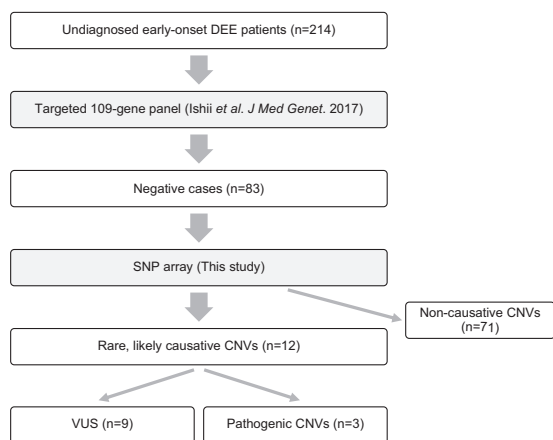 Undiagnosed early-onset DEE patients (n=214)
Targeted 109-gene panel (Ishii et al. J Med Genet. 2017)
Negative cases (n=83)
SNP array (This study)
Non-causative CNVs
(n=71)
Rare, likely causative CNVs (n=12)
VUS (n=9)
Pathogenic CNVs (n=3)